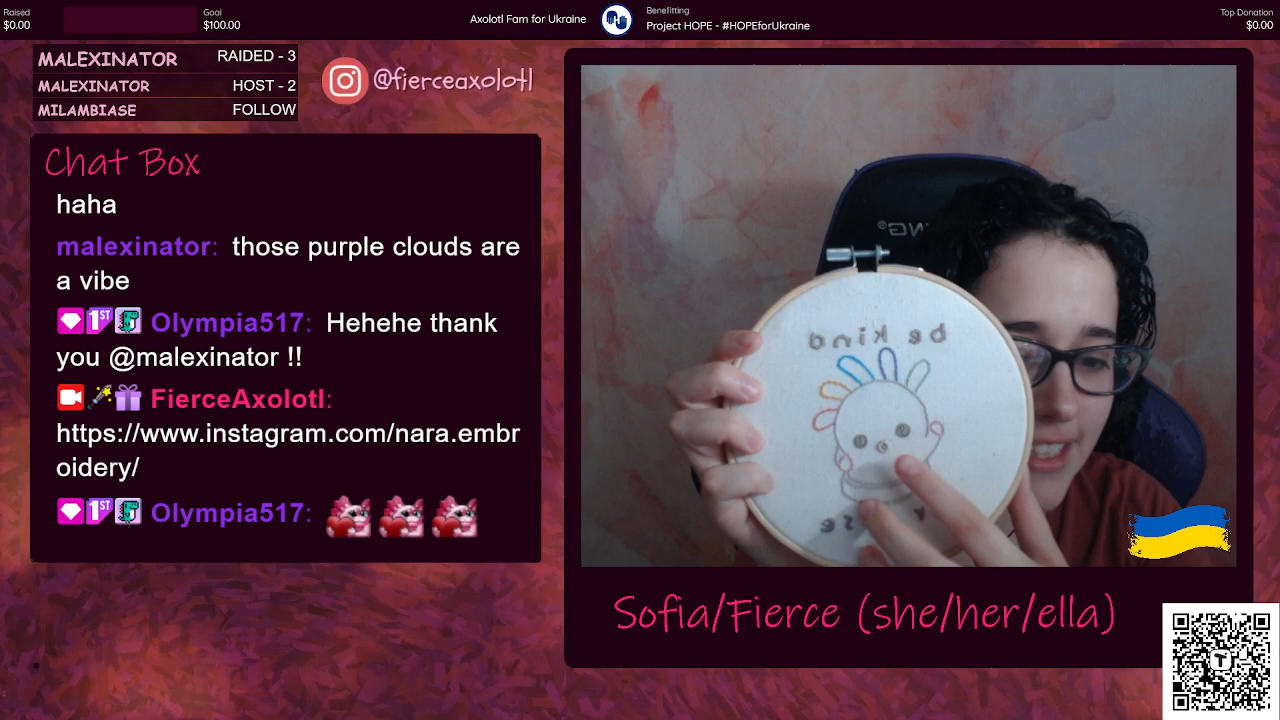 Raised
$0.00
Goal
$100.00
Axolotl Fam for Ukraine
Benefitting
Project HOPE - #HOPEforUkraine
Top Donation
$0.00
MALEXINATOR RAIDED - 3
MALEXINATOR HOST - 2
MILAMBIASE FOLLOW
@fierceaxolotl
Chat Box
haha
malexinator: those purple clouds are
a vibe
1ST Olympia517: Hehehe thank
you @malexinator !!
FierceAxolotl:
https://www.instagram.com/nara.embr
oidery/
1ST Olympia517:
be kind
Sofia/Fierce (she/her/ella)